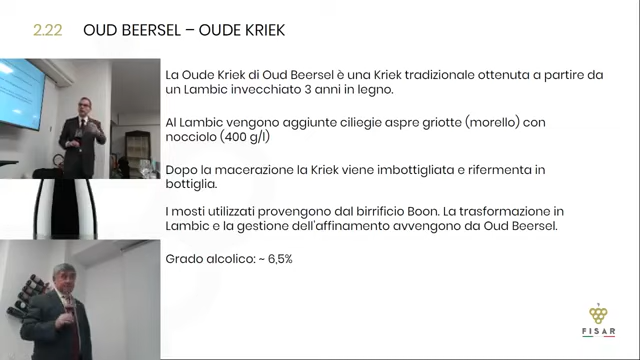 2.22 OUD BEERSEL – OUDE KRIEK
La Oude Kriek di Oud Beersel è una Kriek tradizionale ottenuta a partire da
un Lambic invecchiato 3 anni in legno.
Al Lambic vengono aggiunte ciliegie aspre griotte (morello) con
nocciolo (400 g/l)
Dopo la macerazione la Kriek viene imbottigliata e rifermenta in
bottiglia.
I mosti utilizzati provengono dal birrificio Boon. La trasformazione in
Lambic e la gestione dell’affinamento avvengono da Oud Beersel.
Grado alcolico: ~ 6,5%
FISAR